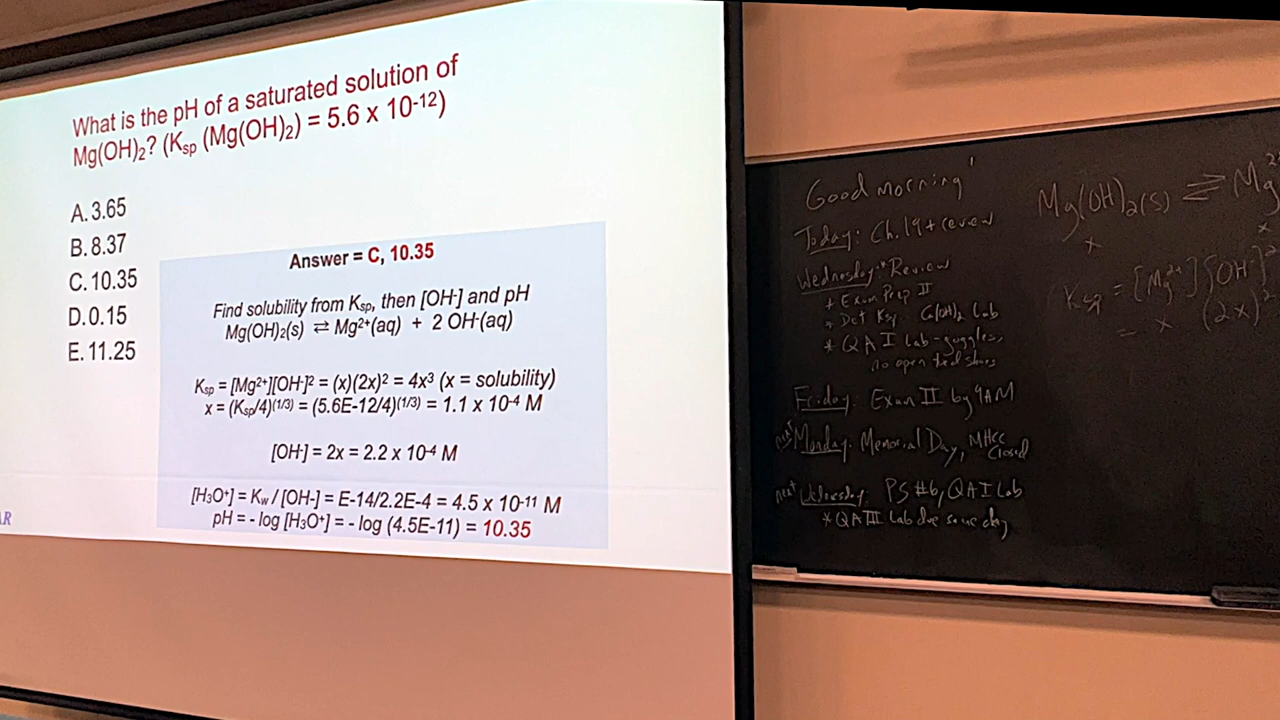 What is the pH of a saturated solution of
Mg(OH)₂? (Kₛₚ (Mg(OH)₂) = 5.6 x 10⁻¹²)
A. 3.65
B. 8.37
C. 10.35
D. 0.15
E. 11.25
Answer = C, 10.35
Find solubility from Kₛₚ, then [OH⁻] and pH
Mg(OH)₂(s) ⇄ Mg²⁺(aq) + 2 OH⁻(aq)
Kₛₚ = [Mg²⁺][OH⁻]² = (x)(2x)² = 4x³ (x = solubility)
x = (Kₛₚ/4)⁽¹/³⁾ = (5.6E-12/4)⁽¹/³⁾ = 1.1 x 10⁻⁴ M
[OH⁻] = 2x = 2.2 x 10⁻⁴ M
[H₃O⁺] = K_w / [OH-] = E-14/2.2E-4 = 4.5 x 10⁻¹¹ M
pH = - log [H₃O⁺] = - log (4.5E-11) = 10.35
AR
Good morning'
Today: Ch. 19 + review
Wednesday: * Review
* Exam Prep II
* Det Ksp Ca(OH)₂ Lab
* QA I Lab - goggles,
no open toed shoes
Friday: Exam II by 9AM
next Monday: Memorial Day, MHCC
Closed
next Wednesday: PS #6, QA I Lab
* QA III Lab due same day
Mg(OH)₂(s) ⇄ Mg²
x x
Ksp = [Mg²⁺][OH⁻]²
= x (2x)²